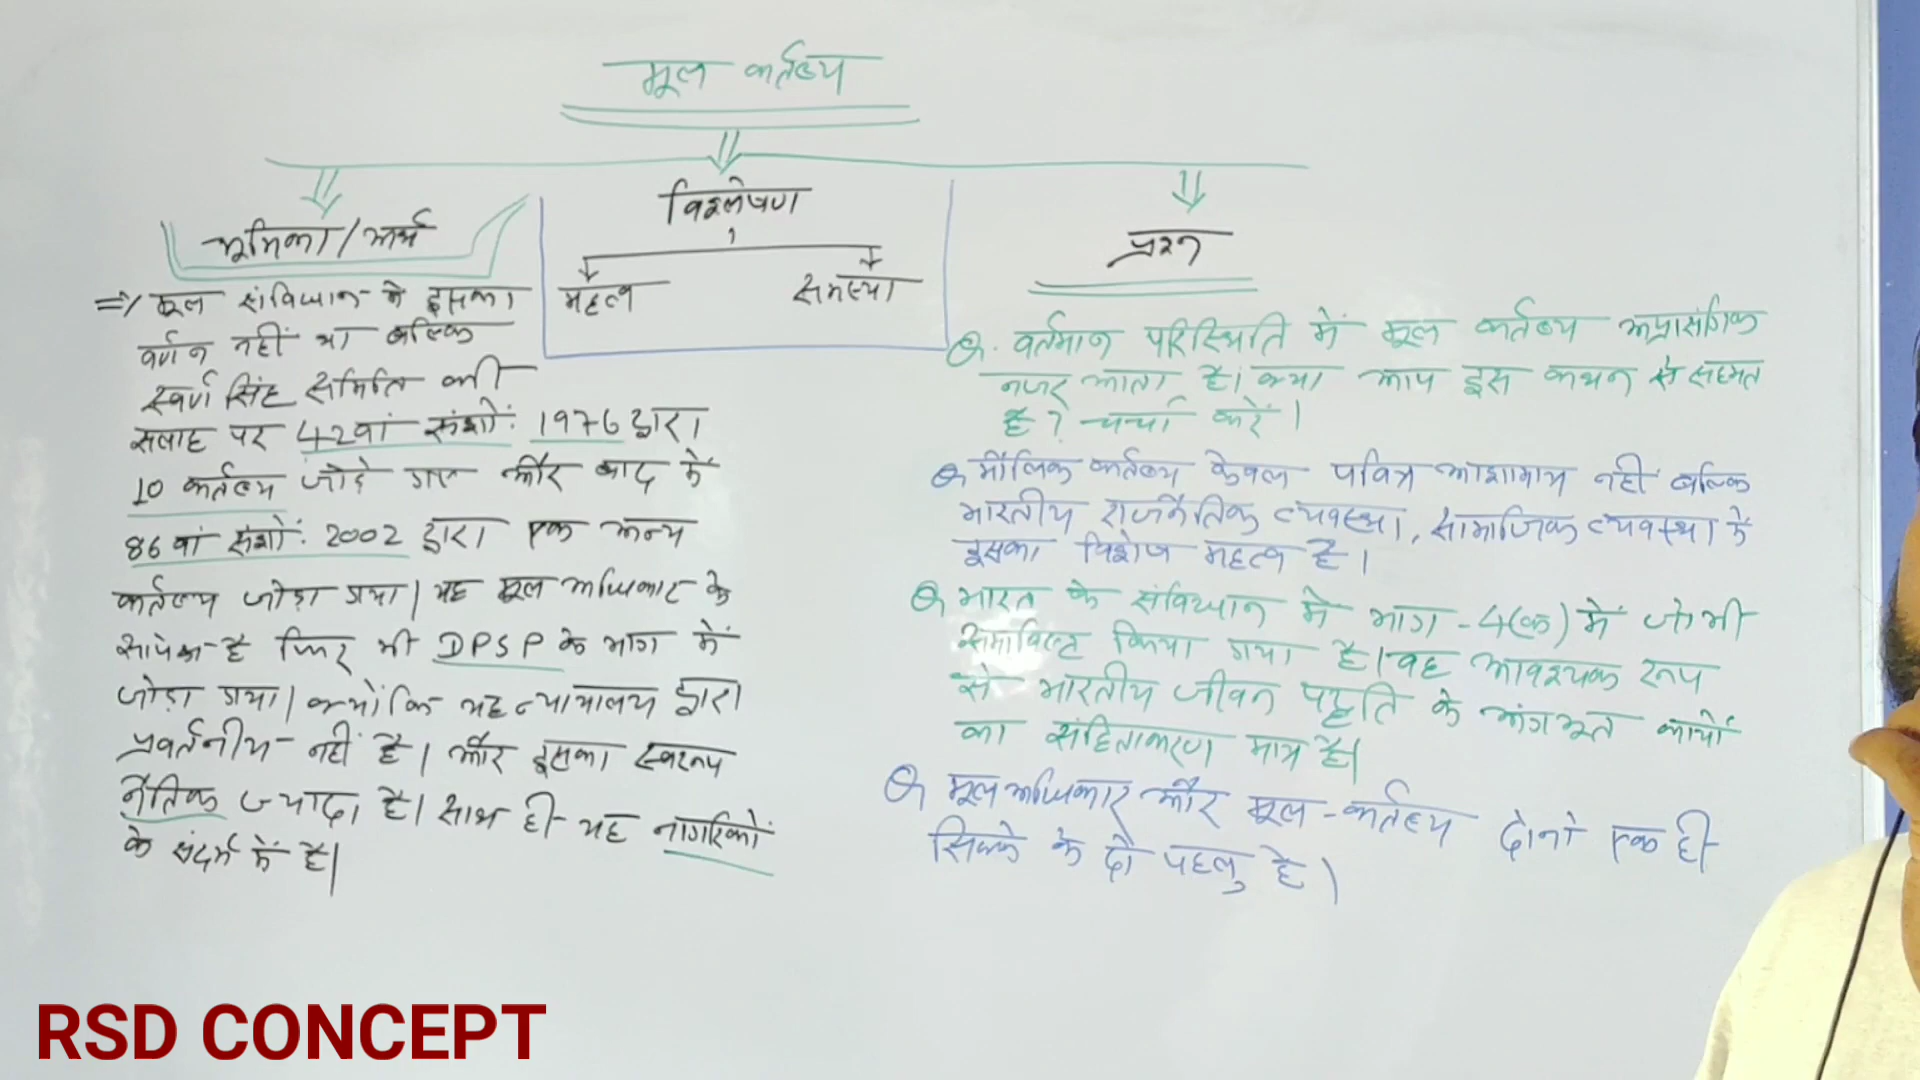 मूल कर्तव्य
भूमिका/अर्थ
⇒ मूल संविधान में इसका
वर्णन नहीं था बल्कि
स्वर्ण सिंह समिति की
सलाह पर 42वां संशो: 1976 द्वारा
10 कर्तव्य जोड़े गए और बाद में
86 वां संशो: 2002 द्वारा एक अन्य
कर्तव्य जोड़ा गया। यह मूल अधिकार के
सापेक्ष है फिर भी DPSP के भाग में
जोड़ा गया। क्योंकि यह न्यायालय द्वारा
प्रवर्तनीय नहीं है। और इसका स्वरूप
नैतिक ज्यादा है। साथ ही यह नागरिकों
के संदर्भ में है।
विश्लेषण
महत्व समस्या
प्रश्न
Q. वर्तमान परिस्थिति में मूल कर्तव्य अप्रासंगिक
नजर आता है। क्या आप इस कथन से सहमत
है? चर्चा करें।
Q मौलिक कर्तव्य केवल पवित्र आशामात्र नहीं बल्कि
भारतीय राजनैतिक व्यवस्था, सामाजिक व्यवस्था में
इसका विशेष महत्व है।
Q भारत के संविधान में भाग - 4(क) में जो भी
समाविष्ट किया गया है। वह आवश्यक रूप
से भारतीय जीवन पद्धति के अंगभूत कार्यों
का संहिताकरण मात्र है।
Q मूल अधिकार और मूल-कर्तव्य दोनों एक ही
सिक्के के दो पहलु है।
RSD CONCEPT